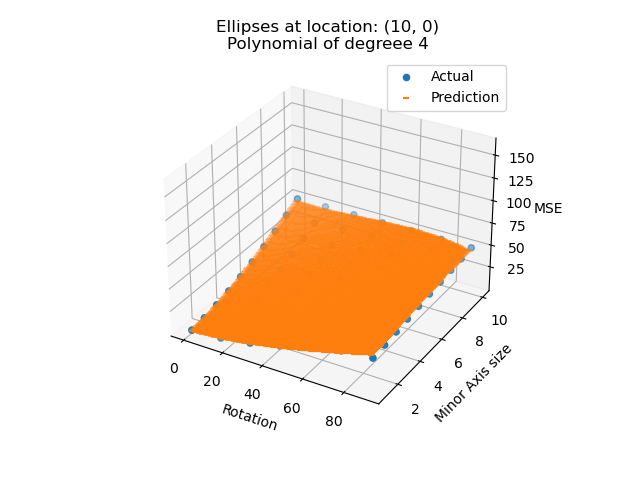 Ellipses at location: (10, 0)
Polynomial of degreee 4
Actual
Prediction
150
125
100
75
50
25
MSE
0
20
40
60
80
Rotation
2
4
6
8
10
Minor Axis size